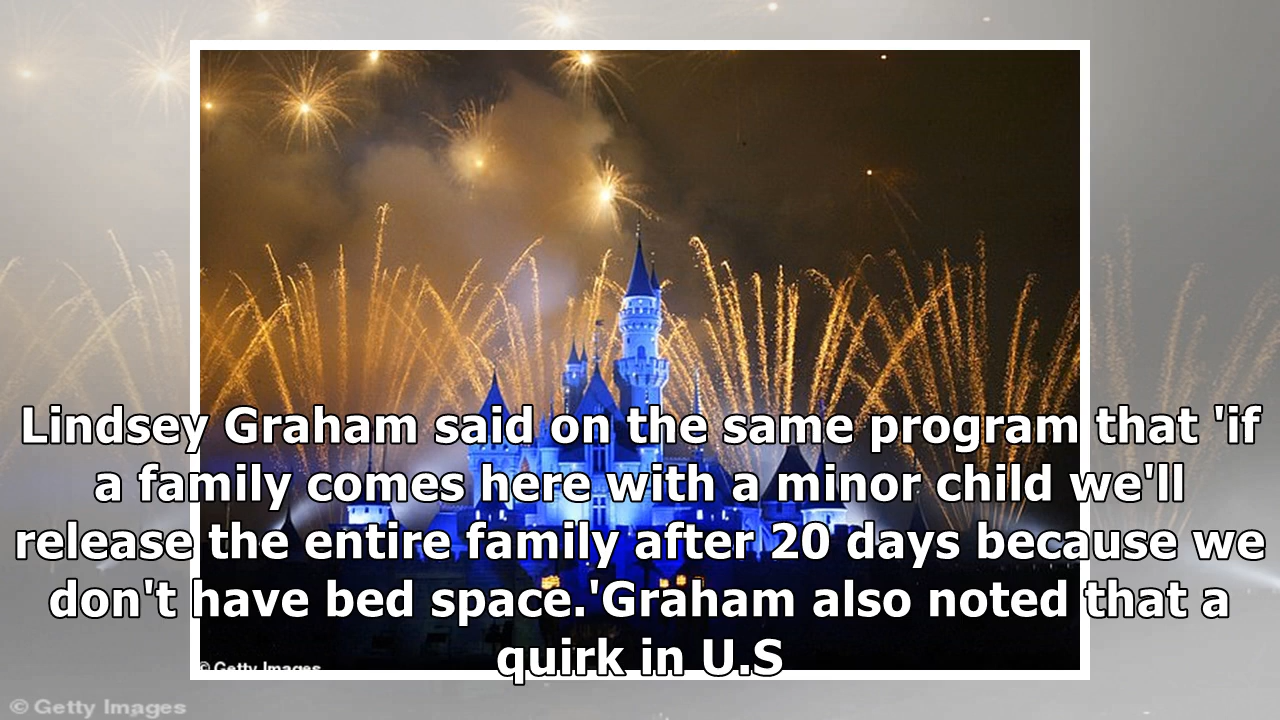 Lindsey Graham said on the same program that 'if
a family comes here with a minor child we'll
release the entire family after 20 days because we
don't have bed space.'Graham also noted that a
quirk in U.S
© Getty Images
© Getty Images